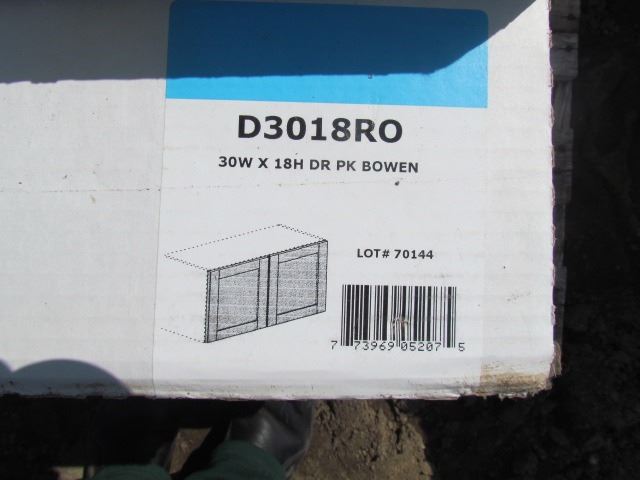 D3018RO
30W X 18H DR PK BOWEN
LOT# 70144
7 73969 05207 5